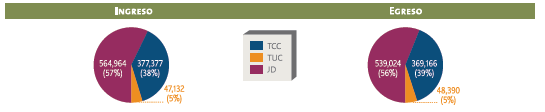 INGRESO
EGRESO
564,964
(57%)
377,377
(38%)
47,132
(5%)
TCC
TUC
JD
539,024
(56%)
369,166
(39%)
48,390
(5%)